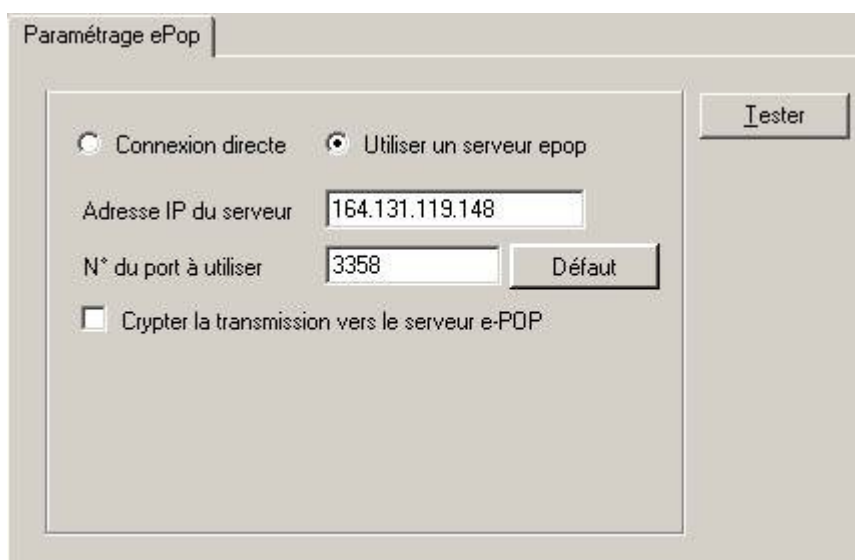 Paramétrage ePop
Tester
Connexion directe
Utiliser un serveur epop
Adresse IP du serveur
164.131.119.148
N° du port à utiliser
3358
Défaut
Crypter la transmission vers le serveur e-POP